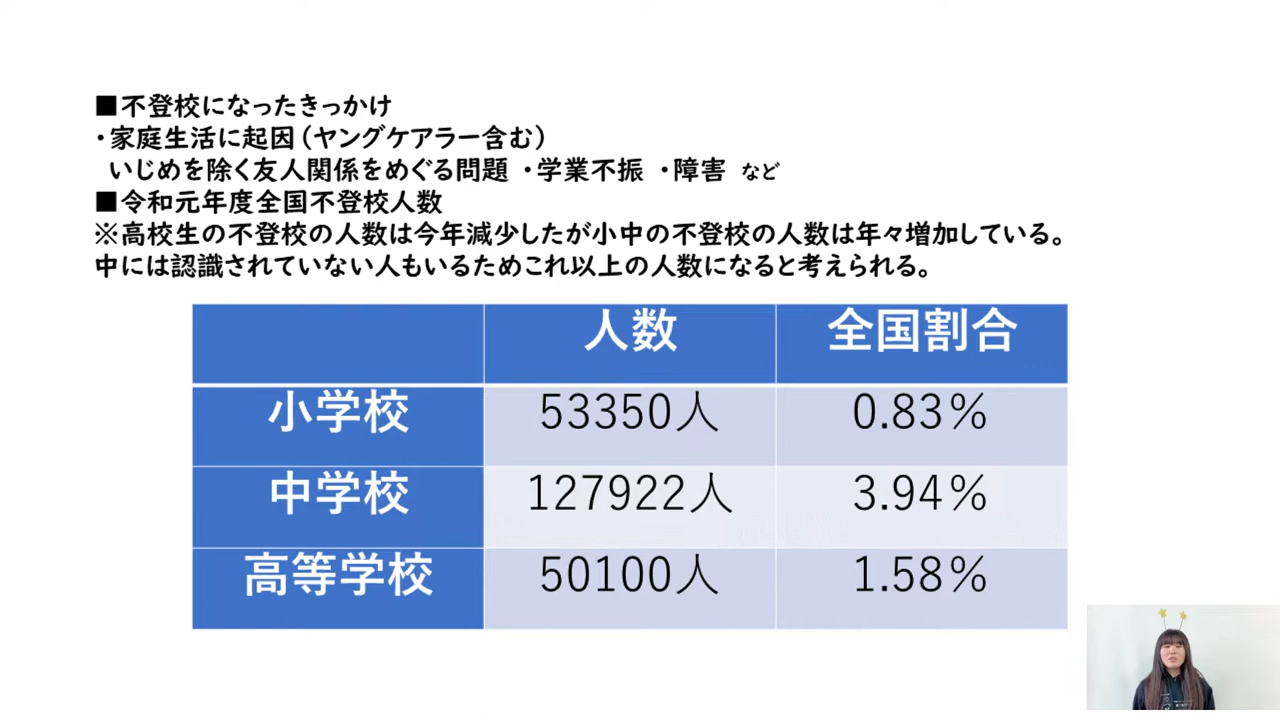 ■不登校になったきっかけ
・家庭生活に起因（ヤングケアラー含む）
いじめを除く友人関係をめぐる問題 ・学業不振 ・障害 など
■令和元年度全国不登校人数
※高校生の不登校の人数は今年減少したが小中の不登校の人数は年々増加している。
中には認識されていない人もいるためこれ以上の人数になると考えられる。
人数 全国割合
小学校 53350人 0.83％
中学校 127922人 3.94％
高等学校 50100人 1.58％